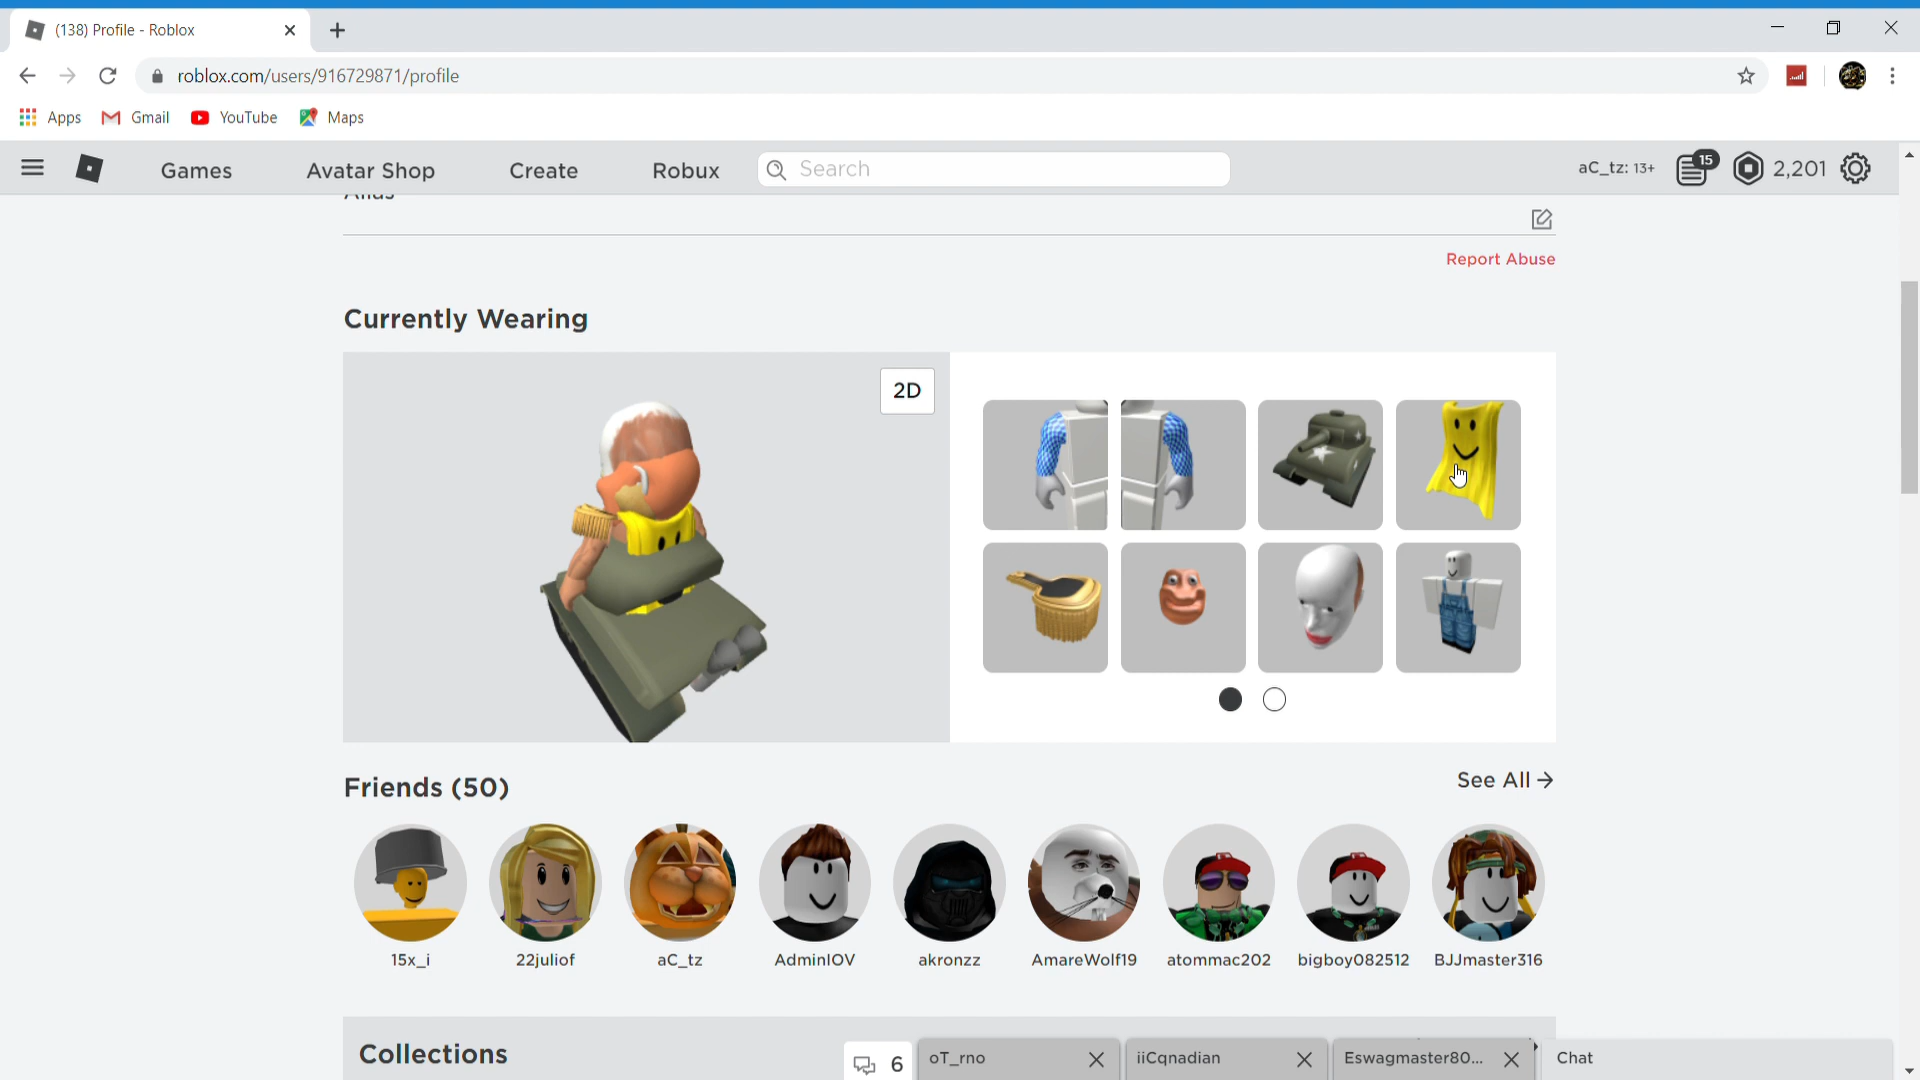 (138) Profile - Roblox
roblox.com/users/916729871/profile
Apps Gmail YouTube Maps
Games Avatar Shop Create Robux Search aC_tz: 13+ 15 2,201
Alias
Report Abuse
Currently Wearing
2D
Friends (50) See All
15x_i 22juliof aC_tz AdminIOV akronzz AmareWolf19 atommac202 bigboy082512 BJJmaster316
Collections
6 oT_rno iiCqnadian Eswagmaster80... Chat